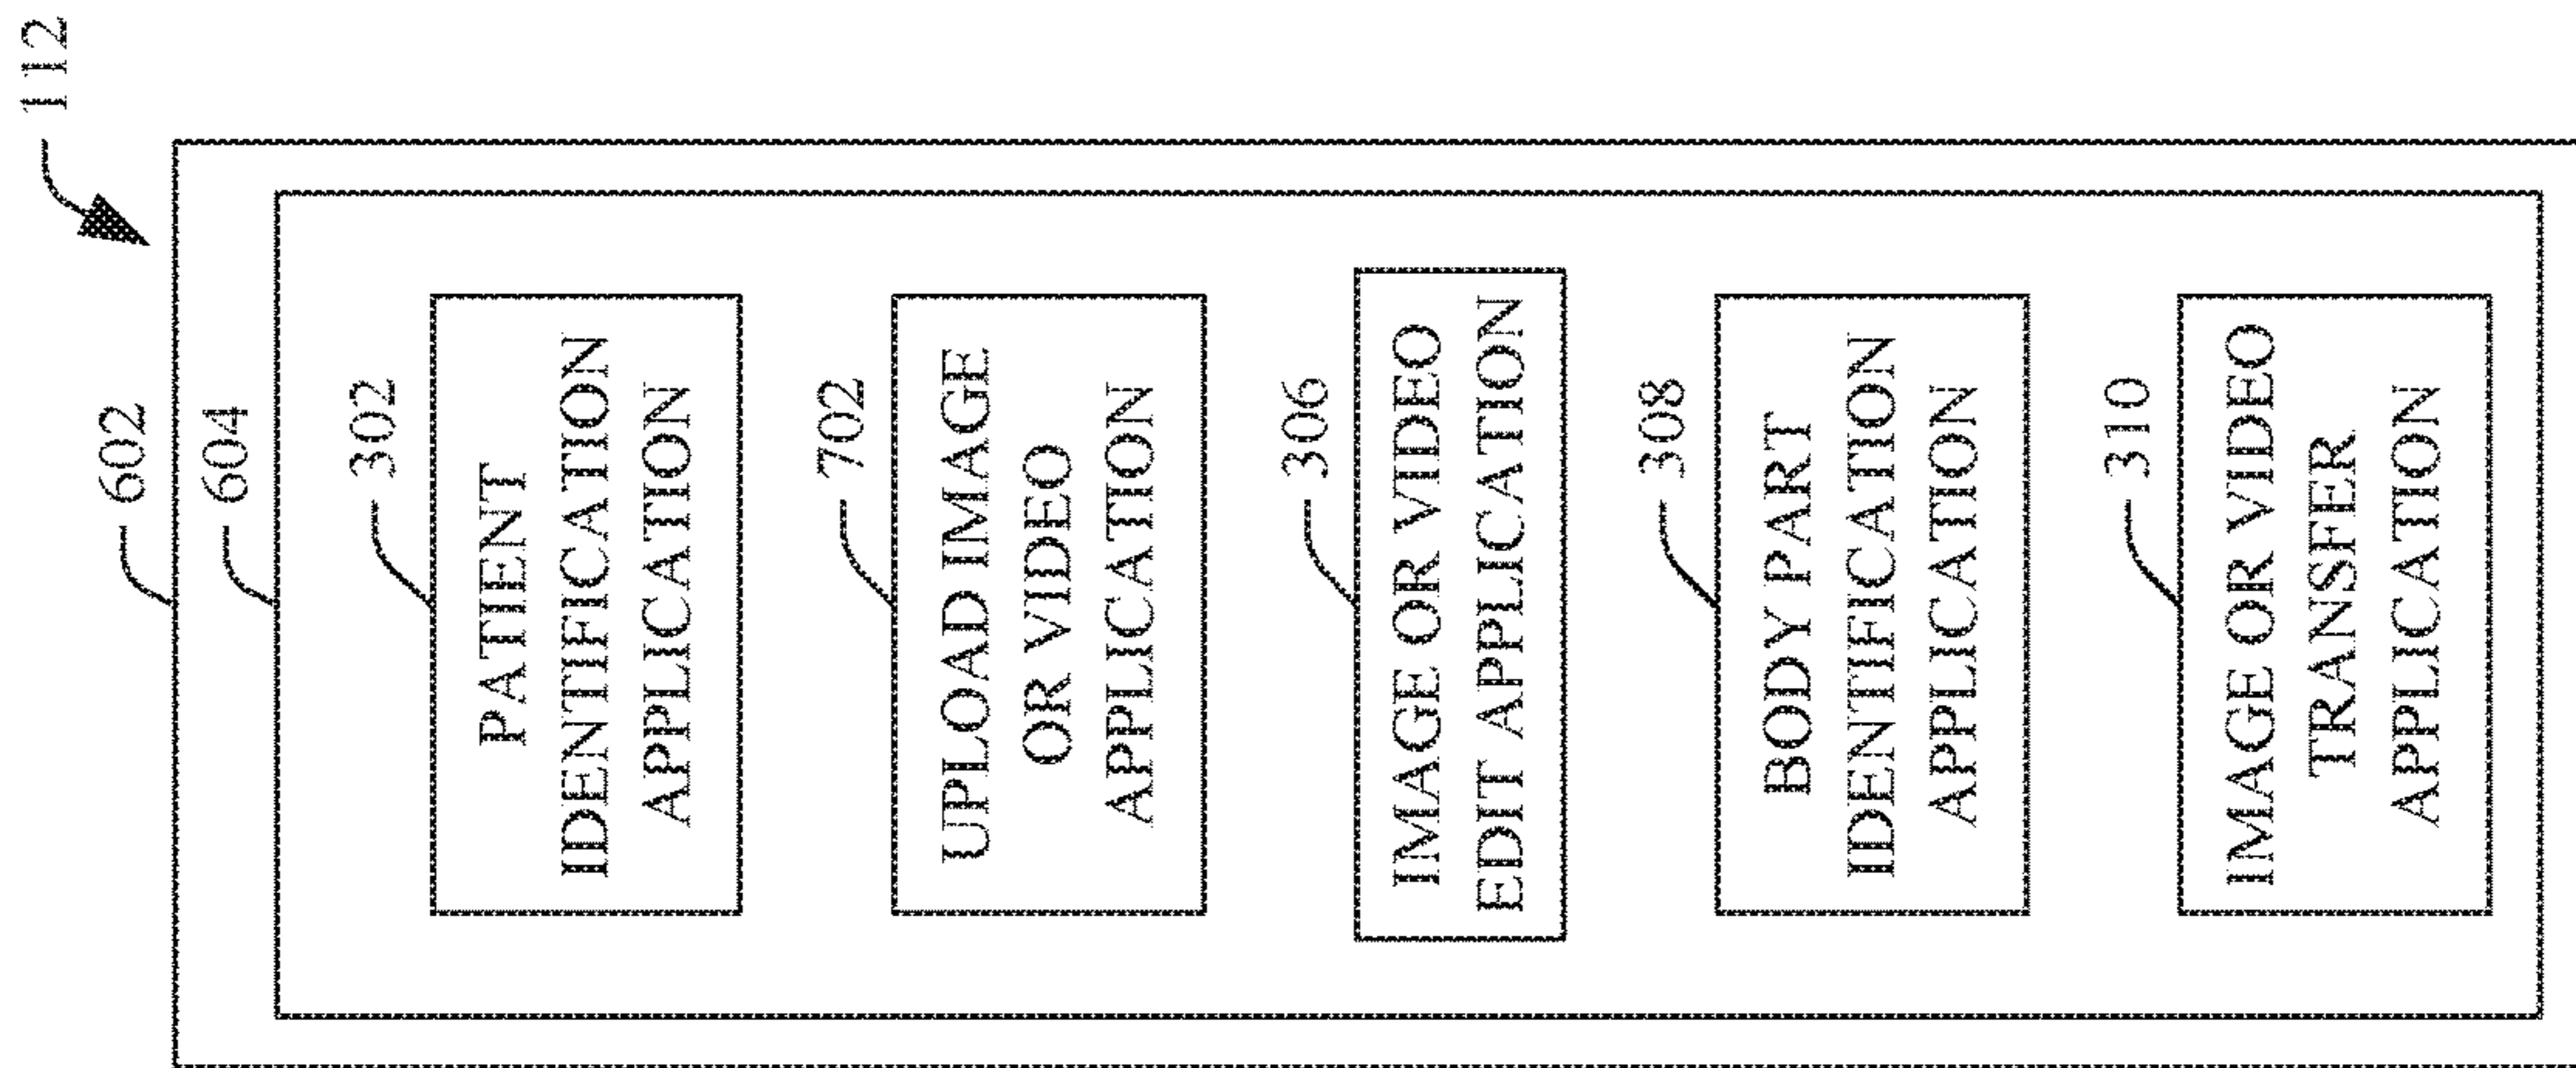 112
602
604
302
PATIENT
IDENTIFICATION
APPLICATION
702
UPLOAD IMAGE
OR VIDEO
APPLICATION
306
IMAGE OR VIDEO
EDIT APPLICATION
308
BODY PART
IDENTIFICATION
APPLICATION
310
IMAGE OR VIDEO
TRANSFER
APPLICATION